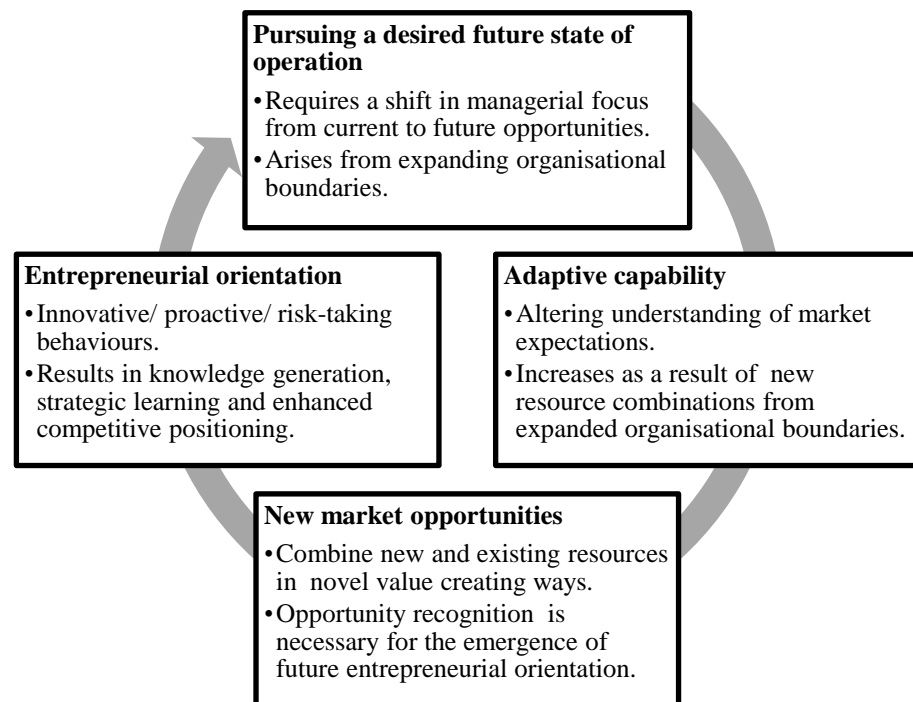 Pursuing a desired future state of
operation
•Requires a shift in managerial focus
from current to future opportunities.
•Arises from expanding organisational
boundaries.
Entrepreneurial orientation
•Innovative/ proactive/ risk-taking
behaviours.
•Results in knowledge generation,
strategic learning and enhanced
competitive positioning.
Adaptive capability
•Altering understanding of market
expectations.
•Increases as a result of new
resource combinations from
expanded organisational boundaries.
New market opportunities
•Combine new and existing resources
in novel value creating ways.
•Opportunity recognition is
necessary for the emergence of
future entrepreneurial orientation.